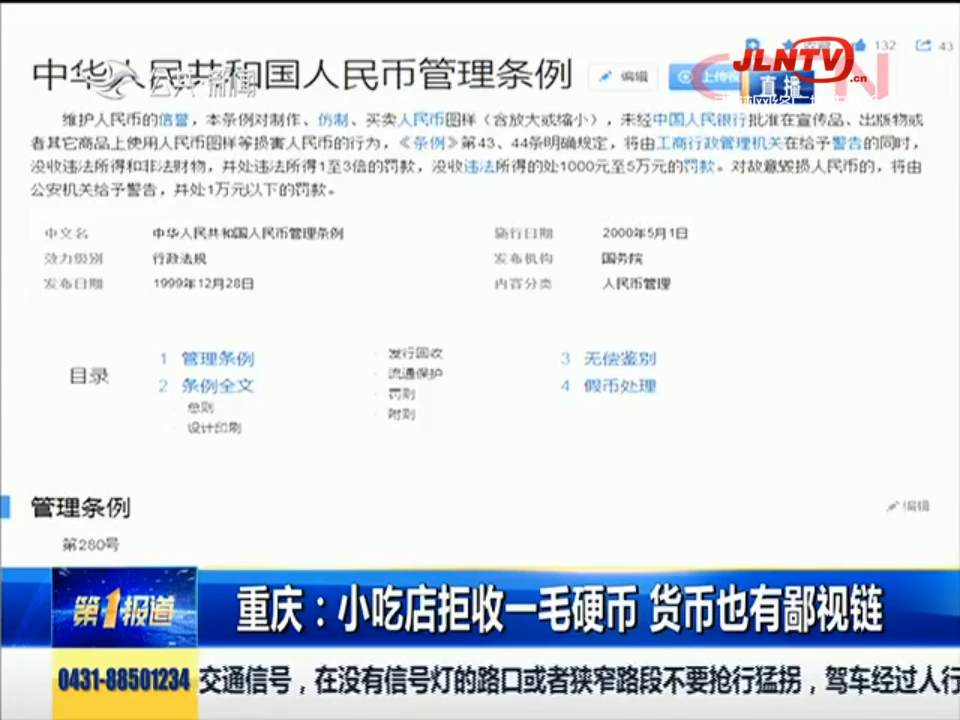 132 43
JLNTV.cn
中华人民共和国人民币管理条例
编辑
上传视
公共·新闻
直播
维护人民币的信誉，本条例对制作、仿制、买卖人民币图样（含放大或缩小），未经中国人民银行批准在宣传品、出版物或
者其它商品上使用人民币图样等损害人民币的行为，《条例》第43、44条明确规定，将由工商行政管理机关在给予警告的同时，
没收违法所得和非法财物，并处违法所得1至3倍的罚款，没收违法所得的处1000元至5万元的罚款。对故意毁损人民币的，将由
公安机关给予警告，并处1万元以下的罚款。
中文名 中华人民共和国人民币管理条例 施行日期 2000年5月1日
效力级别 行政法规 发布机构 国务院
发布日期 1999年12月28日 内容分类 人民币管理
目录
1 管理条例
2 条例全文
· 总则
· 设计印刷
· 发行回收
· 流通保护
· 罚则
· 附则
3 无偿鉴别
4 假币处理
管理条例
编辑
第280号
第1报道
重庆：小吃店拒收一毛硬币 货币也有鄙视链
0431-88501234
交通信号，在没有信号灯的路口或者狭窄路段不要抢行猛拐，驾车经过人行